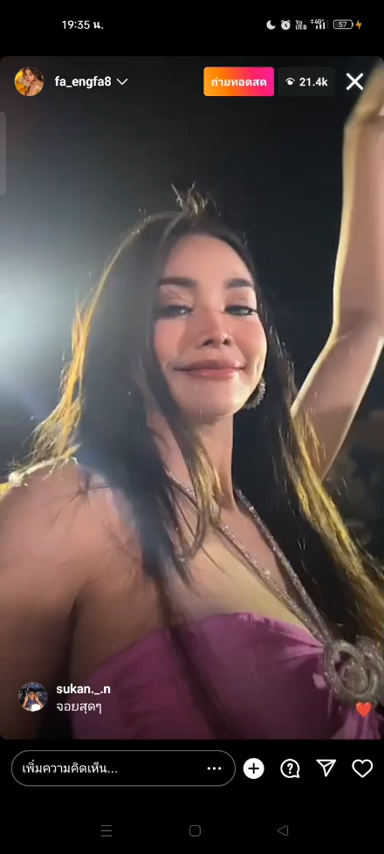 19:35 น.
57
fa_engfa8
ถ่ายทอดสด
21.4k
sukan._.n
จอยสุดๆ
เพิ่มความคิดเห็น...